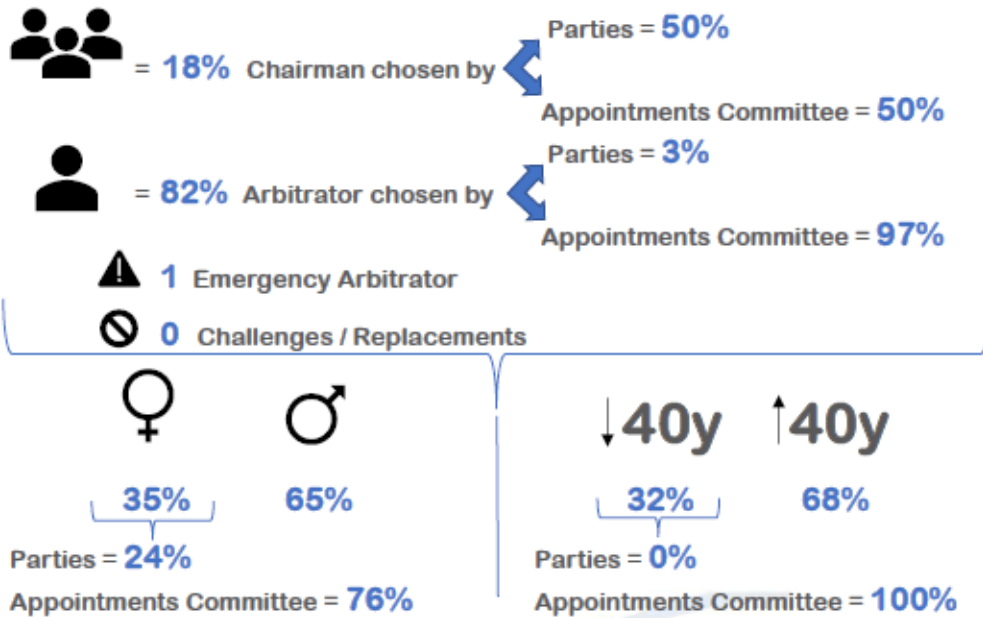 Parties = 50%
= 18% Chairman chosen by
Appointments Committee = 50%
Parties = 3%
= 82% Arbitrator chosen by
Appointments Committee = 97%
1 Emergency Arbitrator
0 Challenges / Replacements
40y 40y
35% 65% 32% 68%
Parties = 24%
Appointments Committee = 76%
Parties = 0%
Appointments Committee = 100%